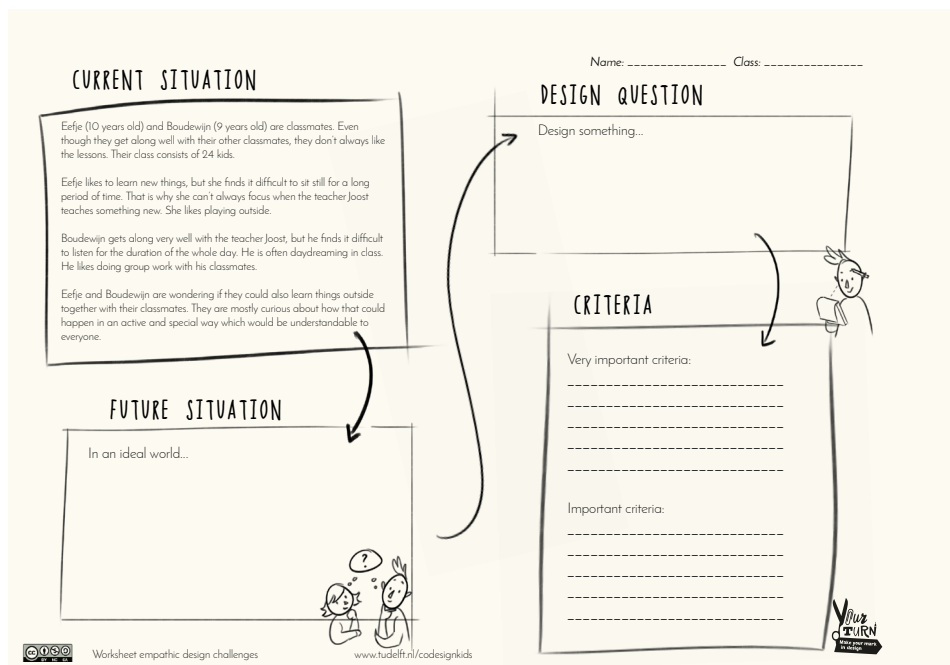 Name: _______________ Class: _______________
CURRENT SITUATION
Eefje (10 years old) and Boudewijn (9 years old) are classmates. Even
though they get along well with their other classmates, they don't always like
the lessons. Their class consists of 24 kids.
Eefje likes to learn new things, but she finds it difficult to sit still for a long
period of time. That is why she can't always focus when the teacher Joost
teaches something new. She likes playing outside.
Boudewijn gets along very well with the teacher Joost, but he finds it difficult
to listen for the duration of the whole day. He is often daydreaming in class.
He likes doing group work with his classmates.
Eefje and Boudewijn are wondering if they could also learn things outside
together with their classmates. They are mostly curious about how that could
happen in an active and special way which would be understandable to
everyone.
FUTURE SITUATION
In an ideal world...
?
DESIGN QUESTION
Design something...
CRITERIA
Very important criteria:
Important criteria:
Your
TURN
Make your mark
in design
CC BY NC SA
Worksheet empathic design challenges
www.tudelft.nl/codesignkids